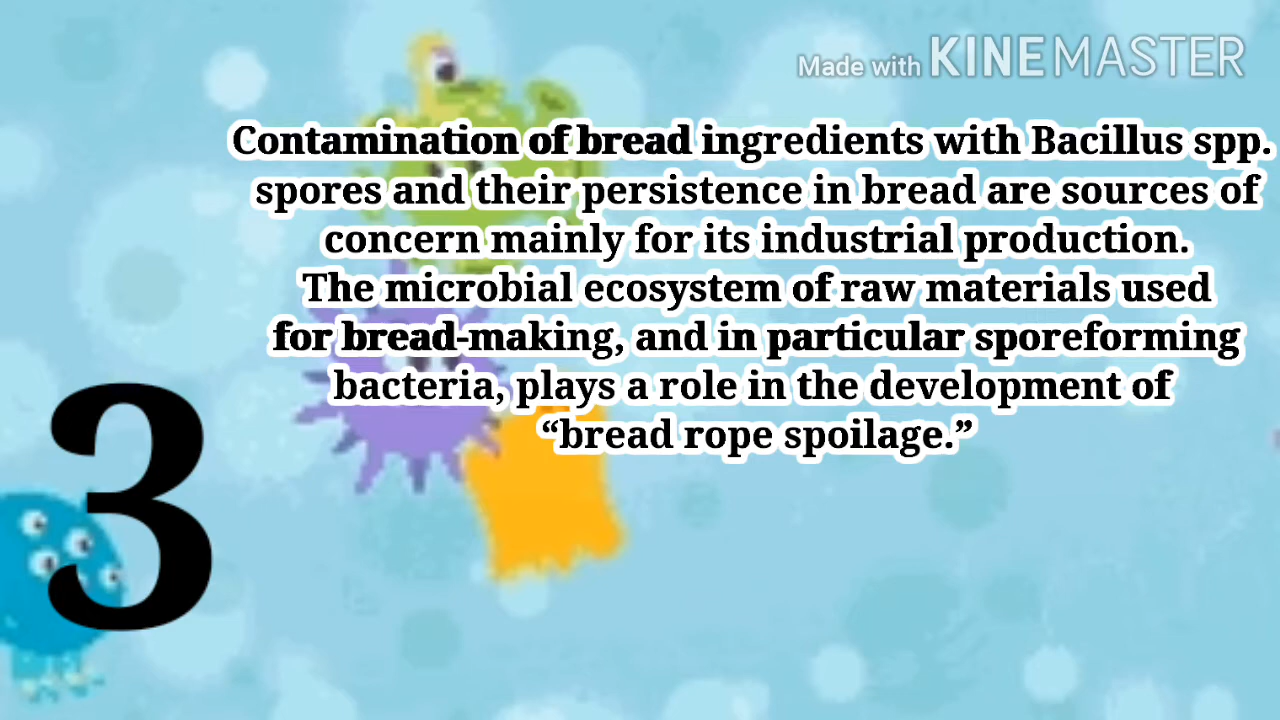 Made with KINEMASTER
Contamination of bread ingredients with Bacillus spp.
spores and their persistence in bread are sources of
concern mainly for its industrial production.
The microbial ecosystem of raw materials used
for bread-making, and in particular sporeforming
bacteria, plays a role in the development of
“bread rope spoilage.”
3